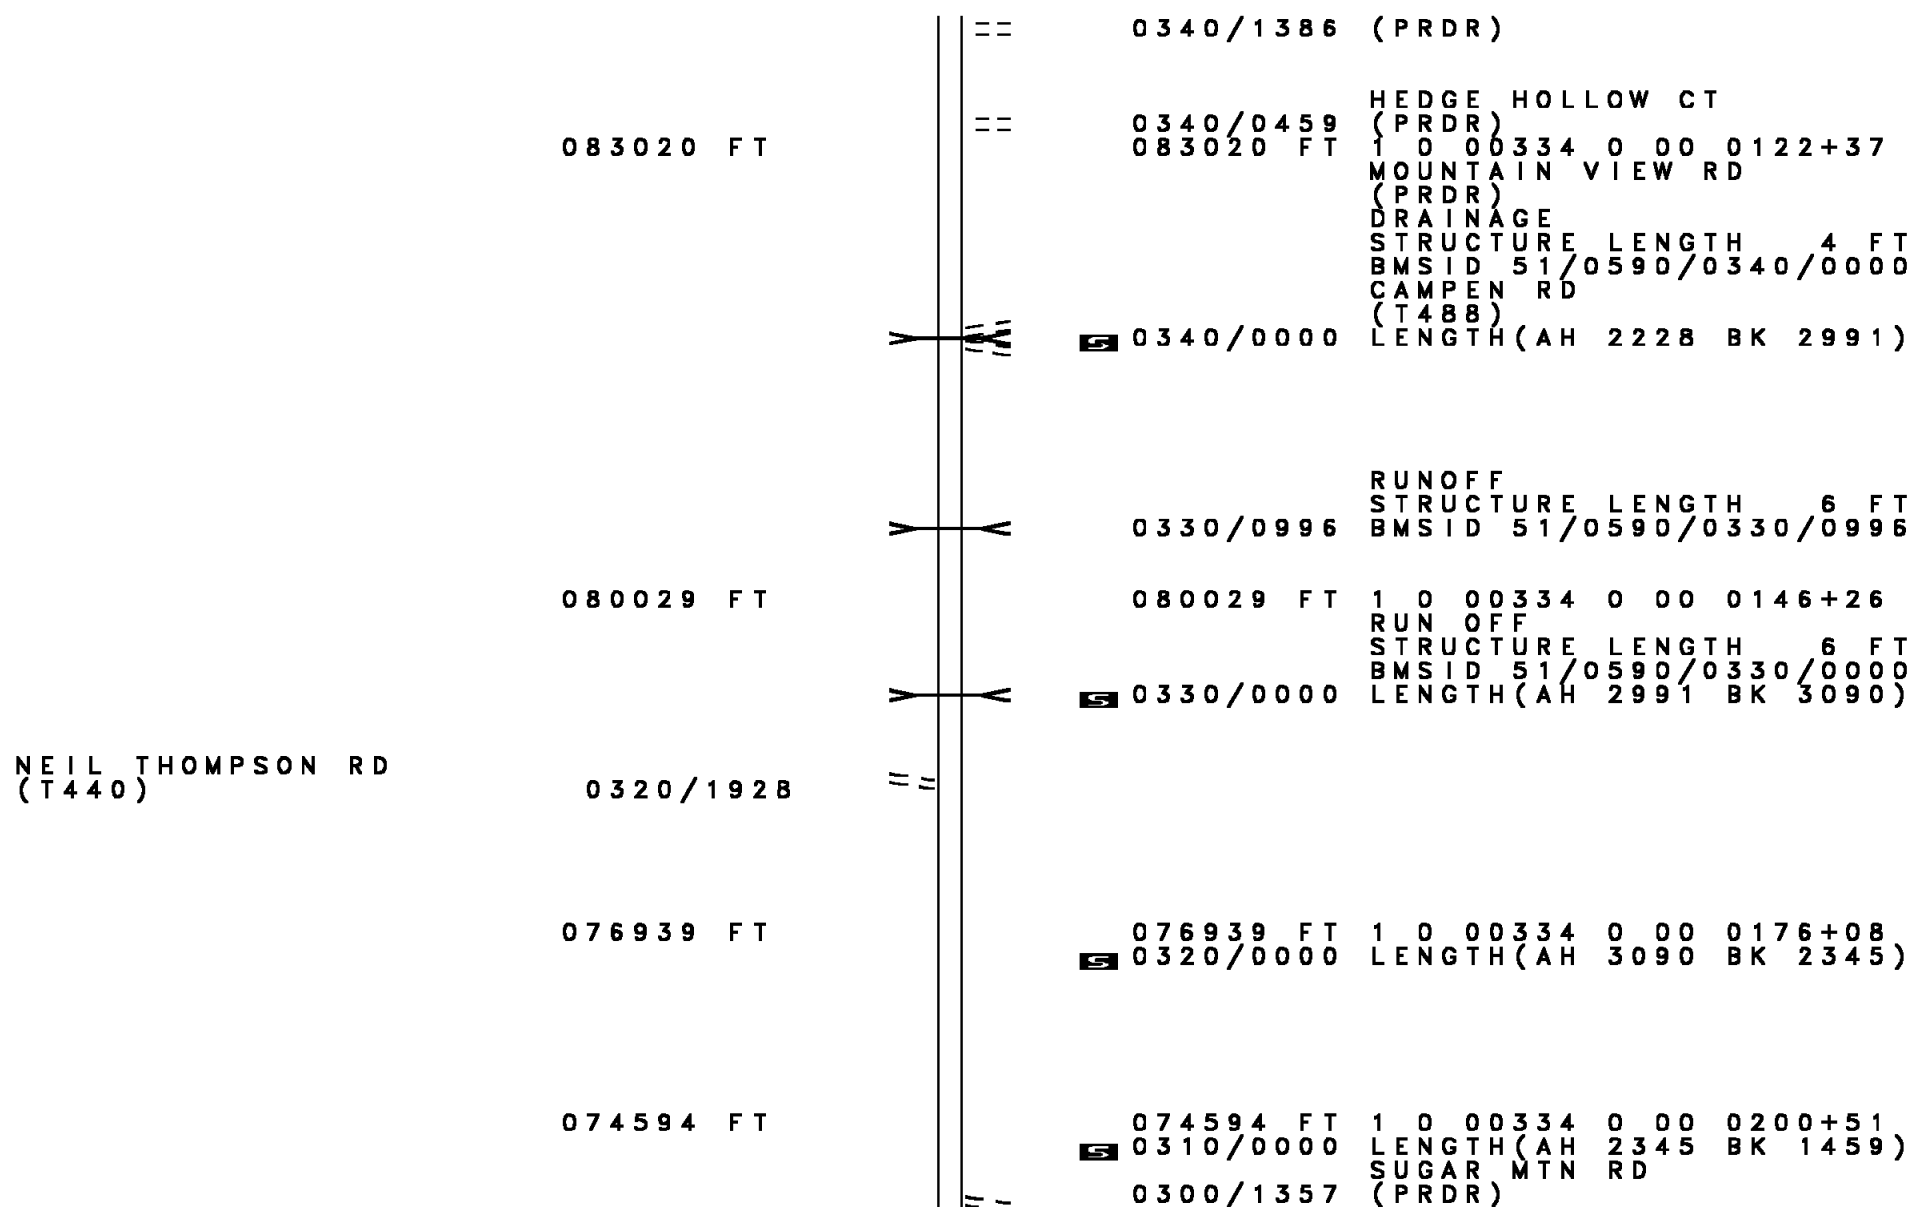 0340/1386 (PRDR)
HEDGE HOLLOW CT
0340/0459 (PRDR)
083020 FT 083020 FT 1 0 00334 0 00 0122+37
MOUNTAIN VIEW RD
(PRDR)
DRAINAGE
STRUCTURE LENGTH 4 FT
BMSID 51/0590/0340/0000
CAMPEN RD
(T488)
S 0340/0000 LENGTH(AH 2228 BK 2991)
RUNOFF
STRUCTURE LENGTH 6 FT
0330/0996 BMSID 51/0590/0330/0996
080029 FT 080029 FT 1 0 00334 0 00 0146+26
RUN OFF
STRUCTURE LENGTH 6 FT
BMSID 51/0590/0330/0000
S 0330/0000 LENGTH(AH 2991 BK 3090)
NEIL THOMPSON RD
(T440) 0320/1928
076939 FT 076939 FT 1 0 00334 0 00 0176+08
S 0320/0000 LENGTH(AH 3090 BK 2345)
074594 FT 074594 FT 1 0 00334 0 00 0200+51
S 0310/0000 LENGTH(AH 2345 BK 1459)
SUGAR MTN RD
0300/1357 (PRDR)